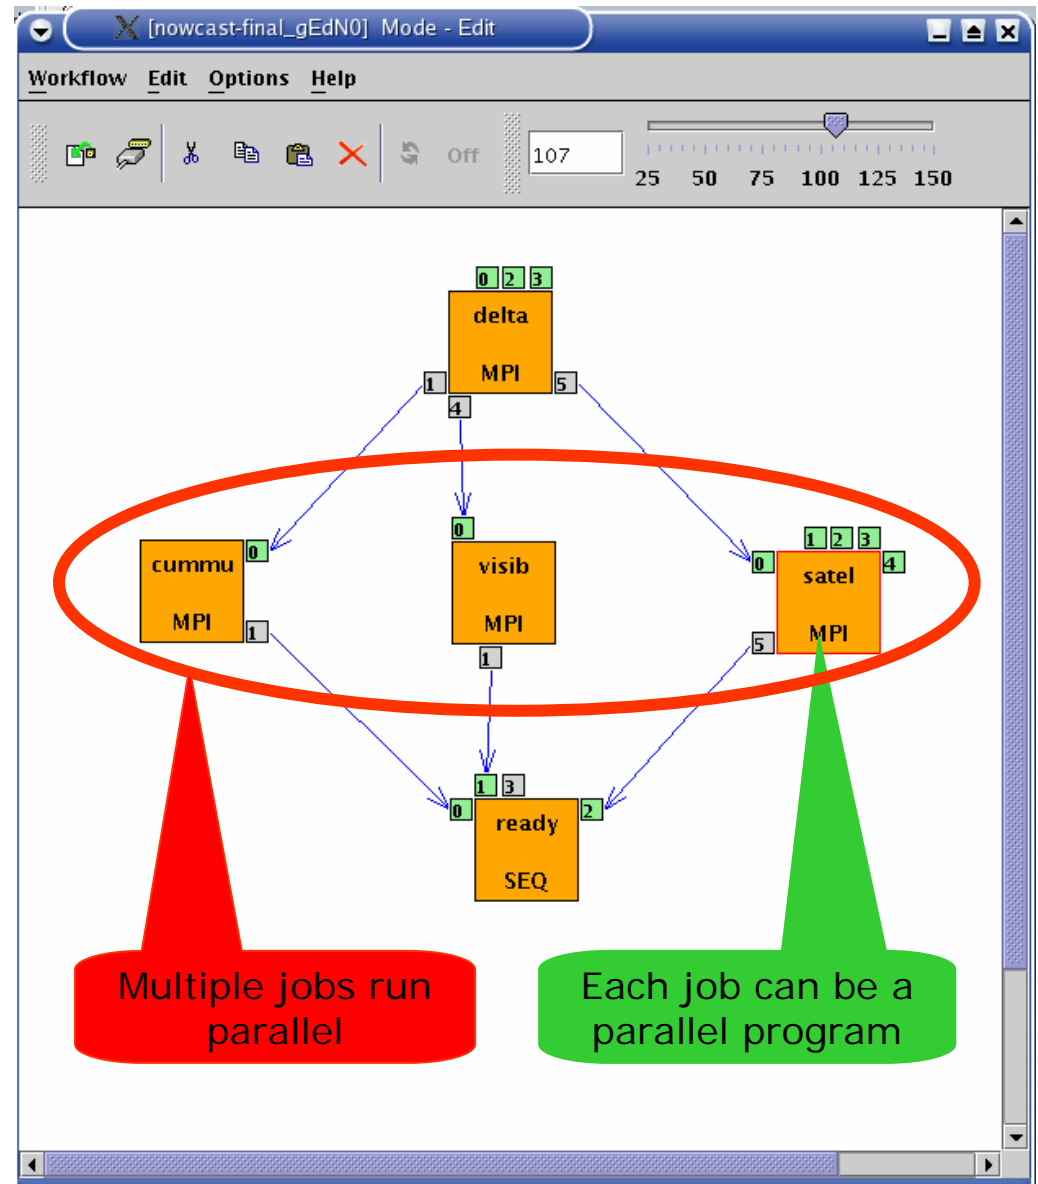 [nowcast-final_gEdN0] Mode - Edit
Workflow Edit Options Help
Off 107
25 50 75 100 125 150
0 2 3
delta
MPI
1 5
4
0
cummu
MPI
1
0
visib
MPI
1
1 2 3
0 4
satel
MPI
5
1 3
0 2
ready
SEQ
Multiple jobs run
parallel
Each job can be a
parallel program